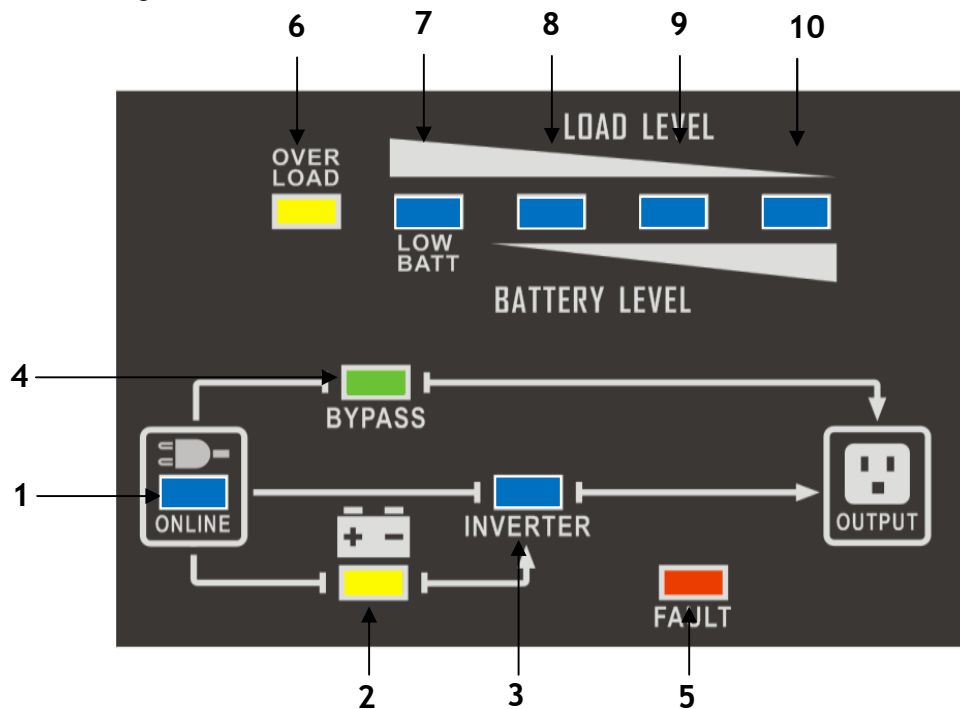 6 7 8 9 10
LOAD LEVEL
OVER
LOAD
LOW
BATT
BATTERY LEVEL
4
BYPASS
1
ONLINE
+ -
INVERTER
OUTPUT
FAULT
2 3 5